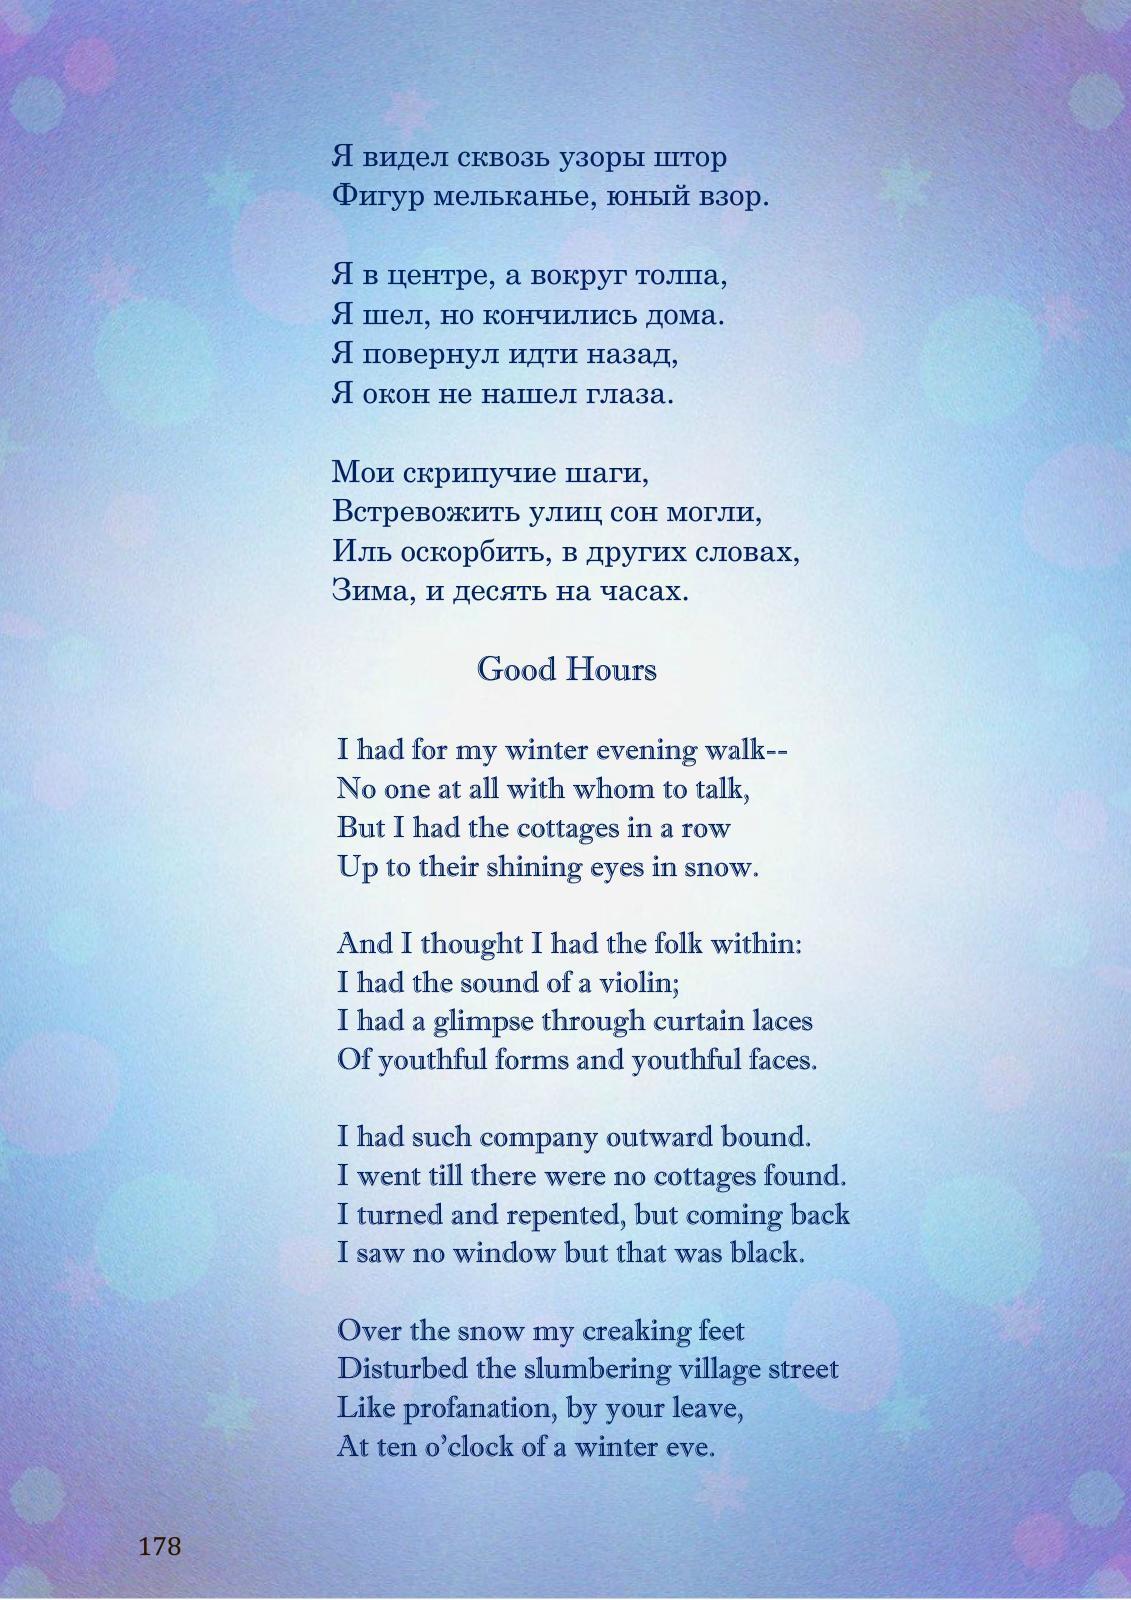 Я видел сквозь узоры штор
Фигур мельканье, юный взор.
Я в центре, а вокруг толпа,
Я шел, но кончились дома.
Я повернул идти назад,
Я окон не нашел глаза.
Мои скрипучие шаги,
Встревожить улиц сон могли,
Иль оскорбить, в других словах,
Зима, и десять на часах.
Good Hours
I had for my winter evening walk--
No one at all with whom to talk,
But I had the cottages in a row
Up to their shining eyes in snow.
And I thought I had the folk within:
I had the sound of a violin;
I had a glimpse through curtain laces
Of youthful forms and youthful faces.
I had such company outward bound.
I went till there were no cottages found.
I turned and repented, but coming back
I saw no window but that was black.
Over the snow my creaking feet
Disturbed the slumbering village street
Like profanation, by your leave,
At ten o’clock of a winter eve.
178